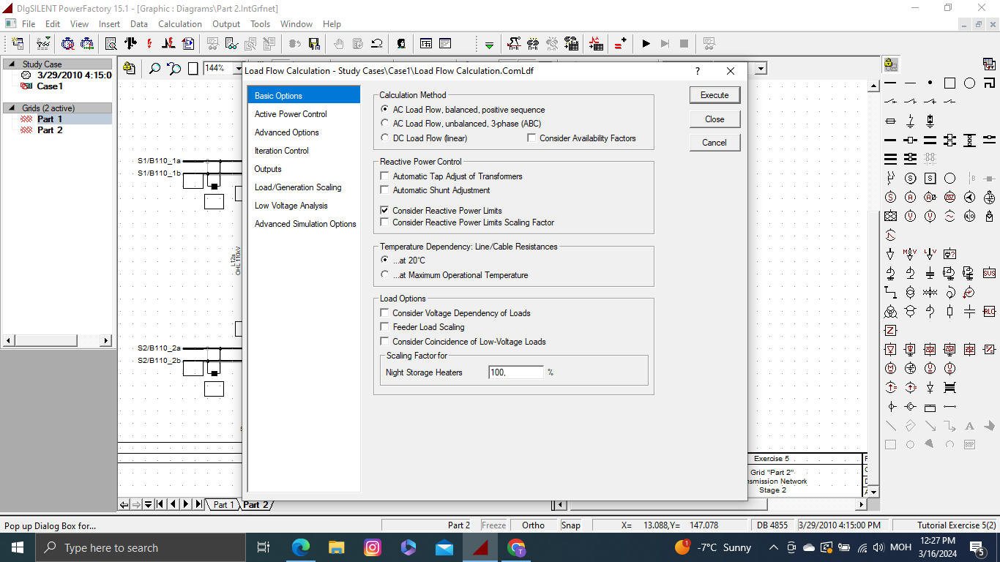 DIgSILENT PowerFactory 15.1 - [Graphic : Diagrams\Part 2.IntGrfnet]
File Edit View Insert Data Calculation Output Tools Window Help
144%
Study Case
3/29/2010 4:15:0
Case1
Grids (2 active)
Part 1
Part 2
S1/B110_1a
S1/B110_1b
L12a
OHL 110kV
S2/B110_2a
S2/B110_2b
Load Flow Calculation - Study Cases\Case1\Load Flow Calculation.ComLdf
?
Basic Options
Active Power Control
Advanced Options
Iteration Control
Outputs
Load/Generation Scaling
Low Voltage Analysis
Advanced Simulation Options
Calculation Method
AC Load Flow, balanced, positive sequence
AC Load Flow, unbalanced, 3-phase (ABC)
DC Load Flow (linear) Consider Availability Factors
Reactive Power Control
Automatic Tap Adjust of Transformers
Automatic Shunt Adjustment
Consider Reactive Power Limits
Consider Reactive Power Limits Scaling Factor
Temperature Dependency: Line/Cable Resistances
...at 20°C
...at Maximum Operational Temperature
Load Options
Consider Voltage Dependency of Loads
Feeder Load Scaling
Consider Coincidence of Low-Voltage Loads
Scaling Factor for
Night Storage Heaters 100, %
Execute
Close
Cancel
Exercise 5
Grid "Part 2"
smission Network
Stage 2
SVS
RLC
BMP
Part 1 Part 2
Pop up Dialog Box for... Part 2 Freeze Ortho Snap X= 13.088,Y= 147.078 DB 4855 3/29/2010 4:15:00 PM Tutorial Exercise 5(2)
Type here to search
-7°C Sunny
МОН
12:27 PM
3/16/2024
5